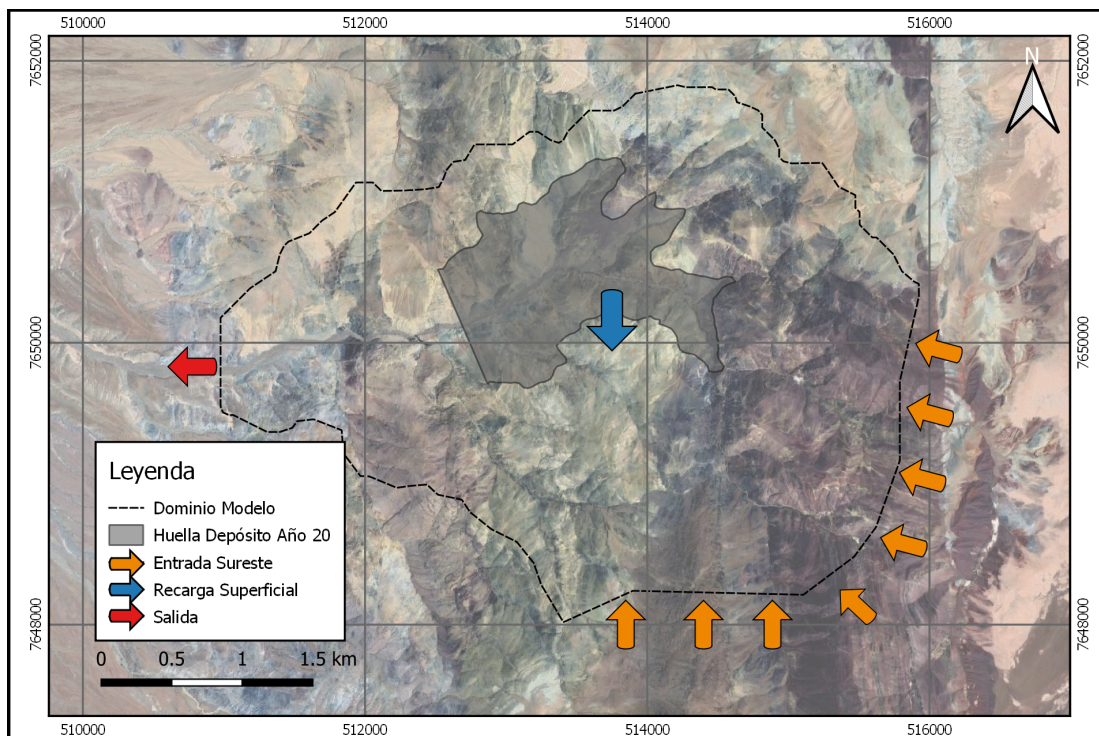 510000 512000 514000 516000
7652000 7652000
N
7650000 7650000
7648000 7648000
Leyenda
Dominio Modelo
Huella Depósito Año 20
Entrada Sureste
Recarga Superficial
Salida
0 0.5 1 1.5 km
510000 512000 514000 516000